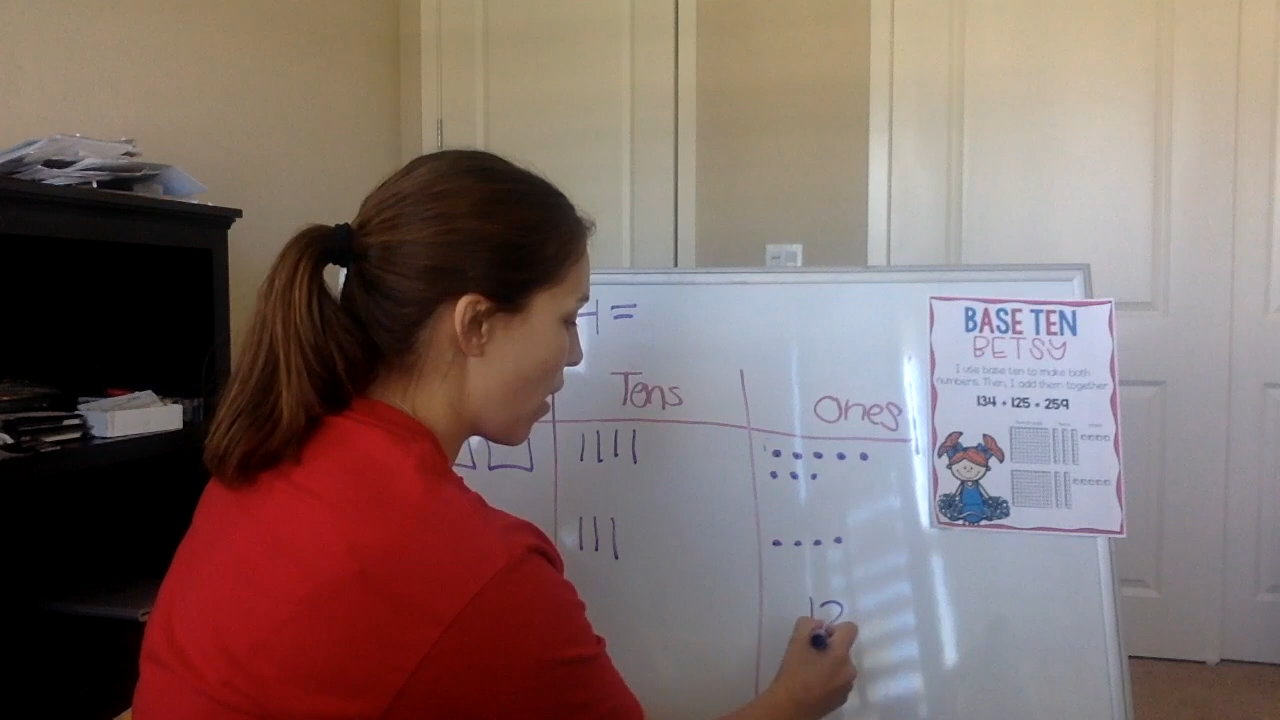 4 =
Tens
Ones
12
BASE TEN
BETSY
I use base ten to make both
numbers. Then, I add them together.
134 + 125 = 259